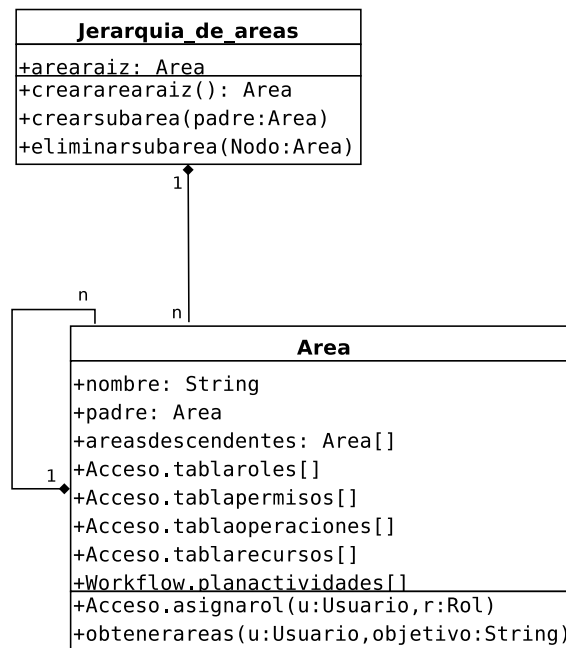 Jerarquia_de_areas
+arearaiz: Area
+creararearaiz(): Area
+crearsubarea(padre:Area)
+eliminarsubarea(Nodo:Area)
1
n
n
Area
+nombre: String
+padre: Area
+areasdescendentes: Area[]
1
+Acceso.tablaroles[]
+Acceso.tablapermisos[]
+Acceso.tablaoperaciones[]
+Acceso.tablarecursos[]
+Workflow.planactividades[]
+Acceso.asignarol(u:Usuario,r:Rol)
+obtenerareas(u:Usuario,objetivo:String)